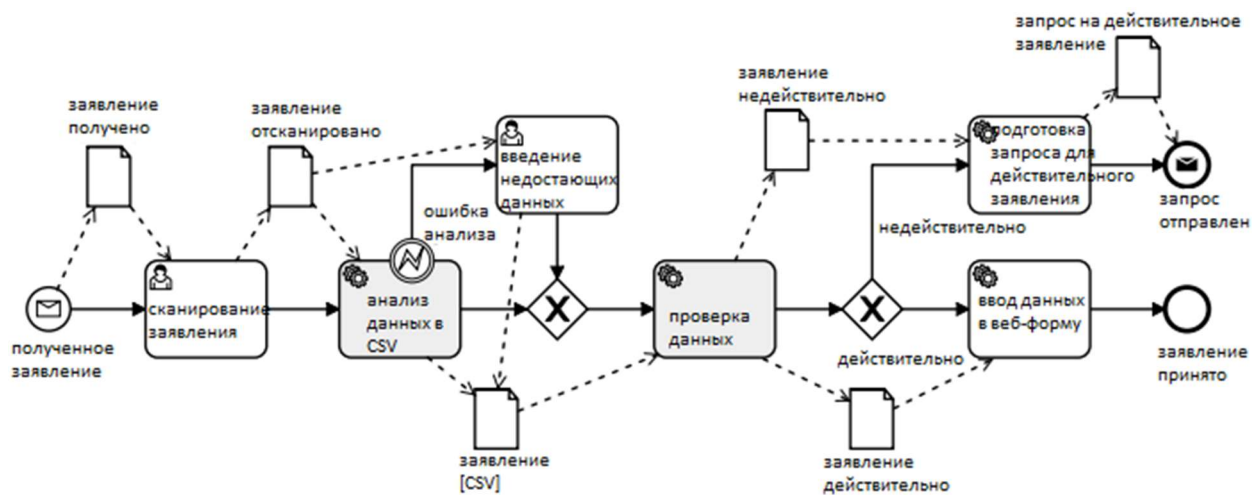 запрос на действительное
заявление
заявление
недействительно
заявление
получено
заявление
отсканировано
введение
недостающих
данных
подготовка
запроса для
действительного
заявления
запрос
отправлен
ошибка
анализа
недействительно
сканирование
заявления
анализ
данных в
CSV
проверка
данных
ввод данных
в веб-форму
полученное
заявление
действительно
заявление
принято
заявление
[CSV]
заявление
действительно